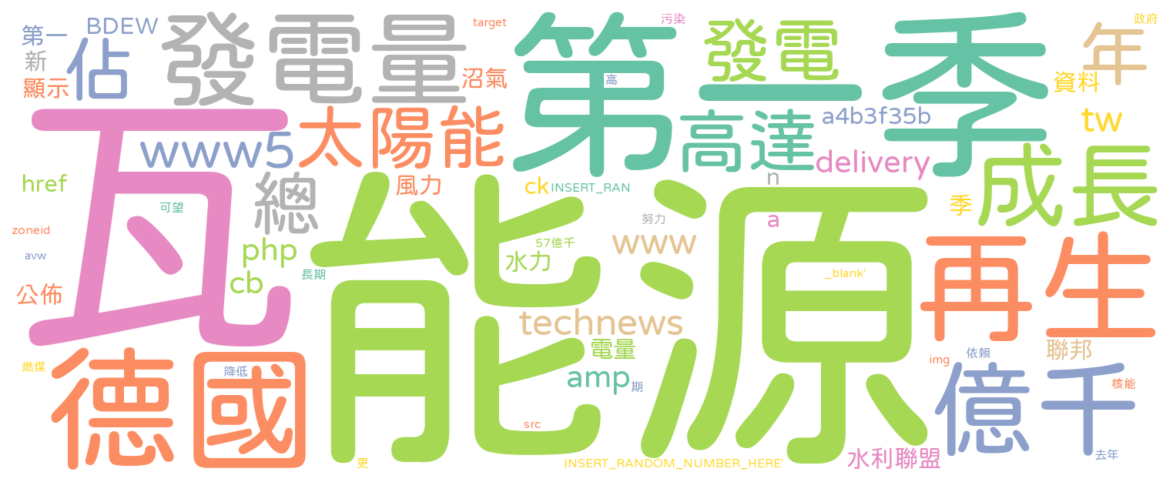 第一
BDEW
發電量
target
第一季
污染
發電
政府
新
佔
沼氣
高
年
顯示
資料
瓦
www5
太陽能
高達
a4b3f35b
tw
href
總
風力
ck
INSERT_RAN
delivery
n
成長
可望
努力
a
季
zoneid
php
水力
57億千
www
再生
avw
長期
能源
_blank'
公佈
cb
technews
電量
聯邦
燃煤
德國
降低
amp
期
img
依賴
億千
核能
src
更
INSERT_RANDOM_NUMBER_HERE'
水利聯盟
去年